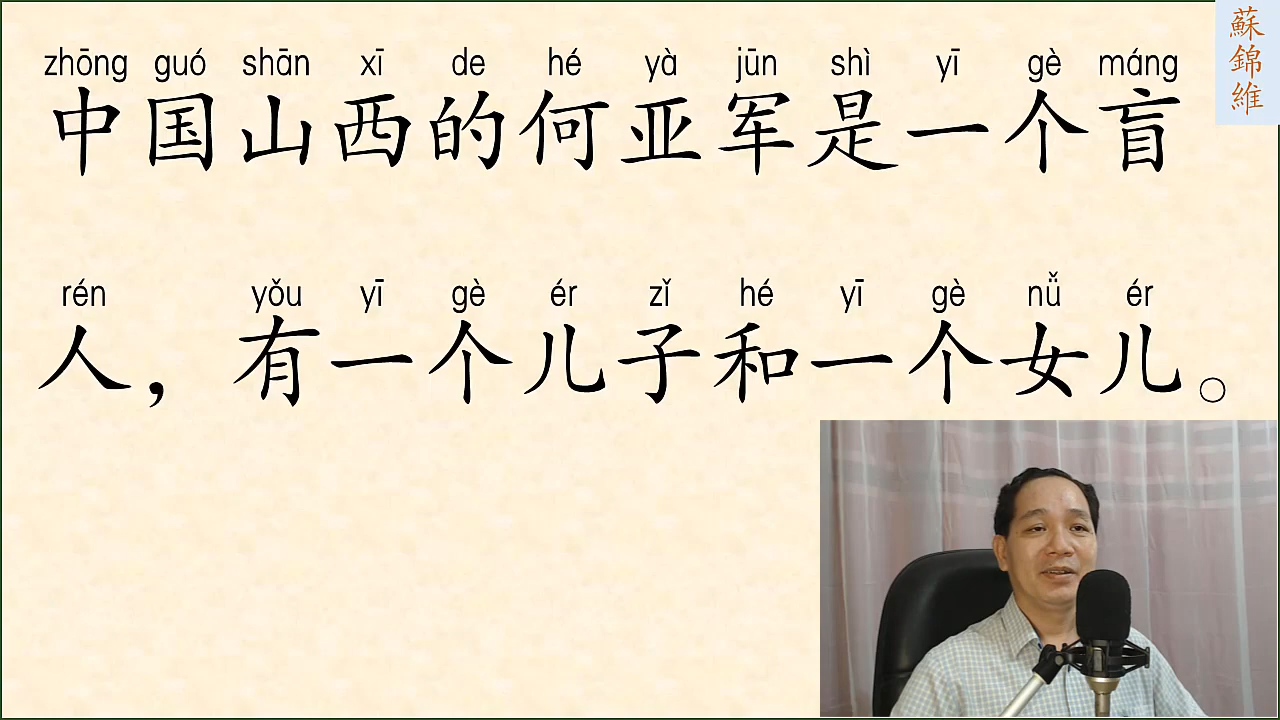 zhōng guó shān xī de hé yà jūn shì yī gè máng
中国山西的何亚军是一个盲
rén yǒu yī gè ér zǐ hé yī gè nǚ ér
人，有一个儿子和一个女儿。
蘇錦維